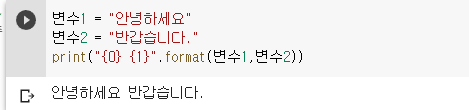 변수1 = "안녕하세요"
변수2 = "반갑습니다."
print("{0} {1}".format(변수1,변수2))
안녕하세요 반갑습니다.